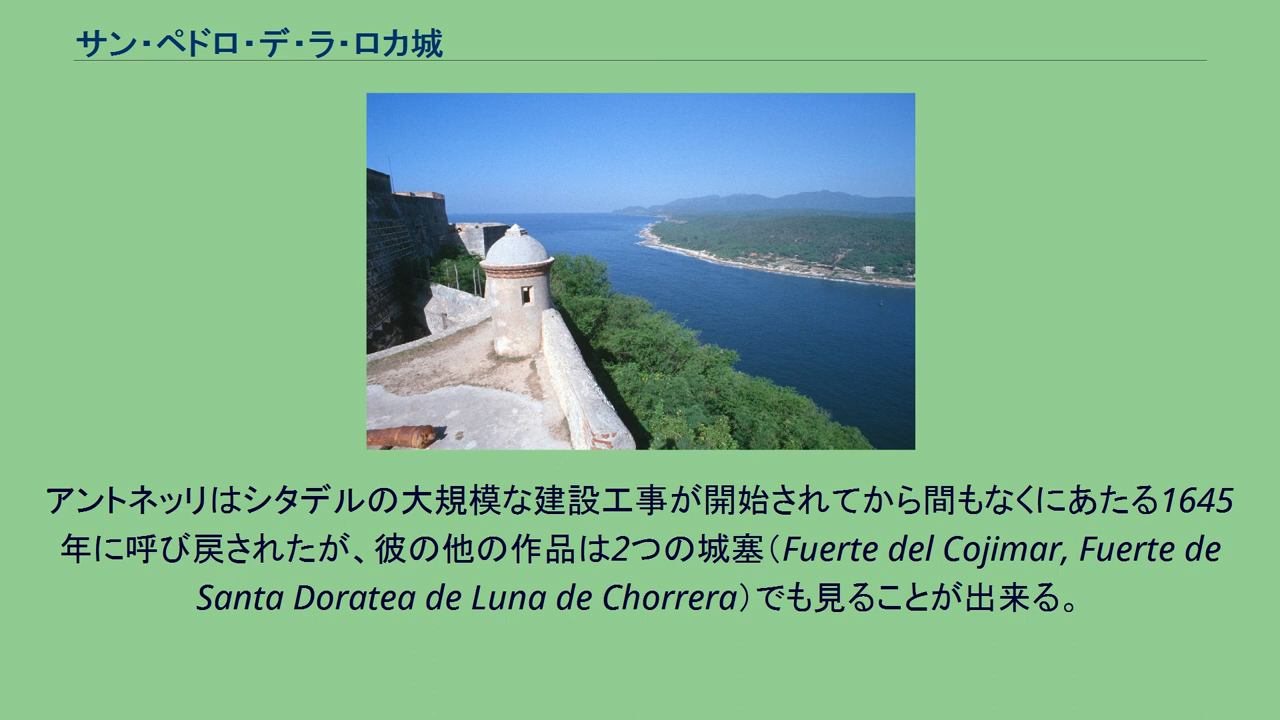 サン・ペドロ・デ・ラ・ロカ城
アントネッリはシタデルの大規模な建設工事が開始されてから間もなくにあたる1645
年に呼び戻されたが、彼の他の作品は2つの城塞（Fuerte del Cojimar, Fuerte de
Santa Doratea de Luna de Chorrera）でも見ることが出来る。